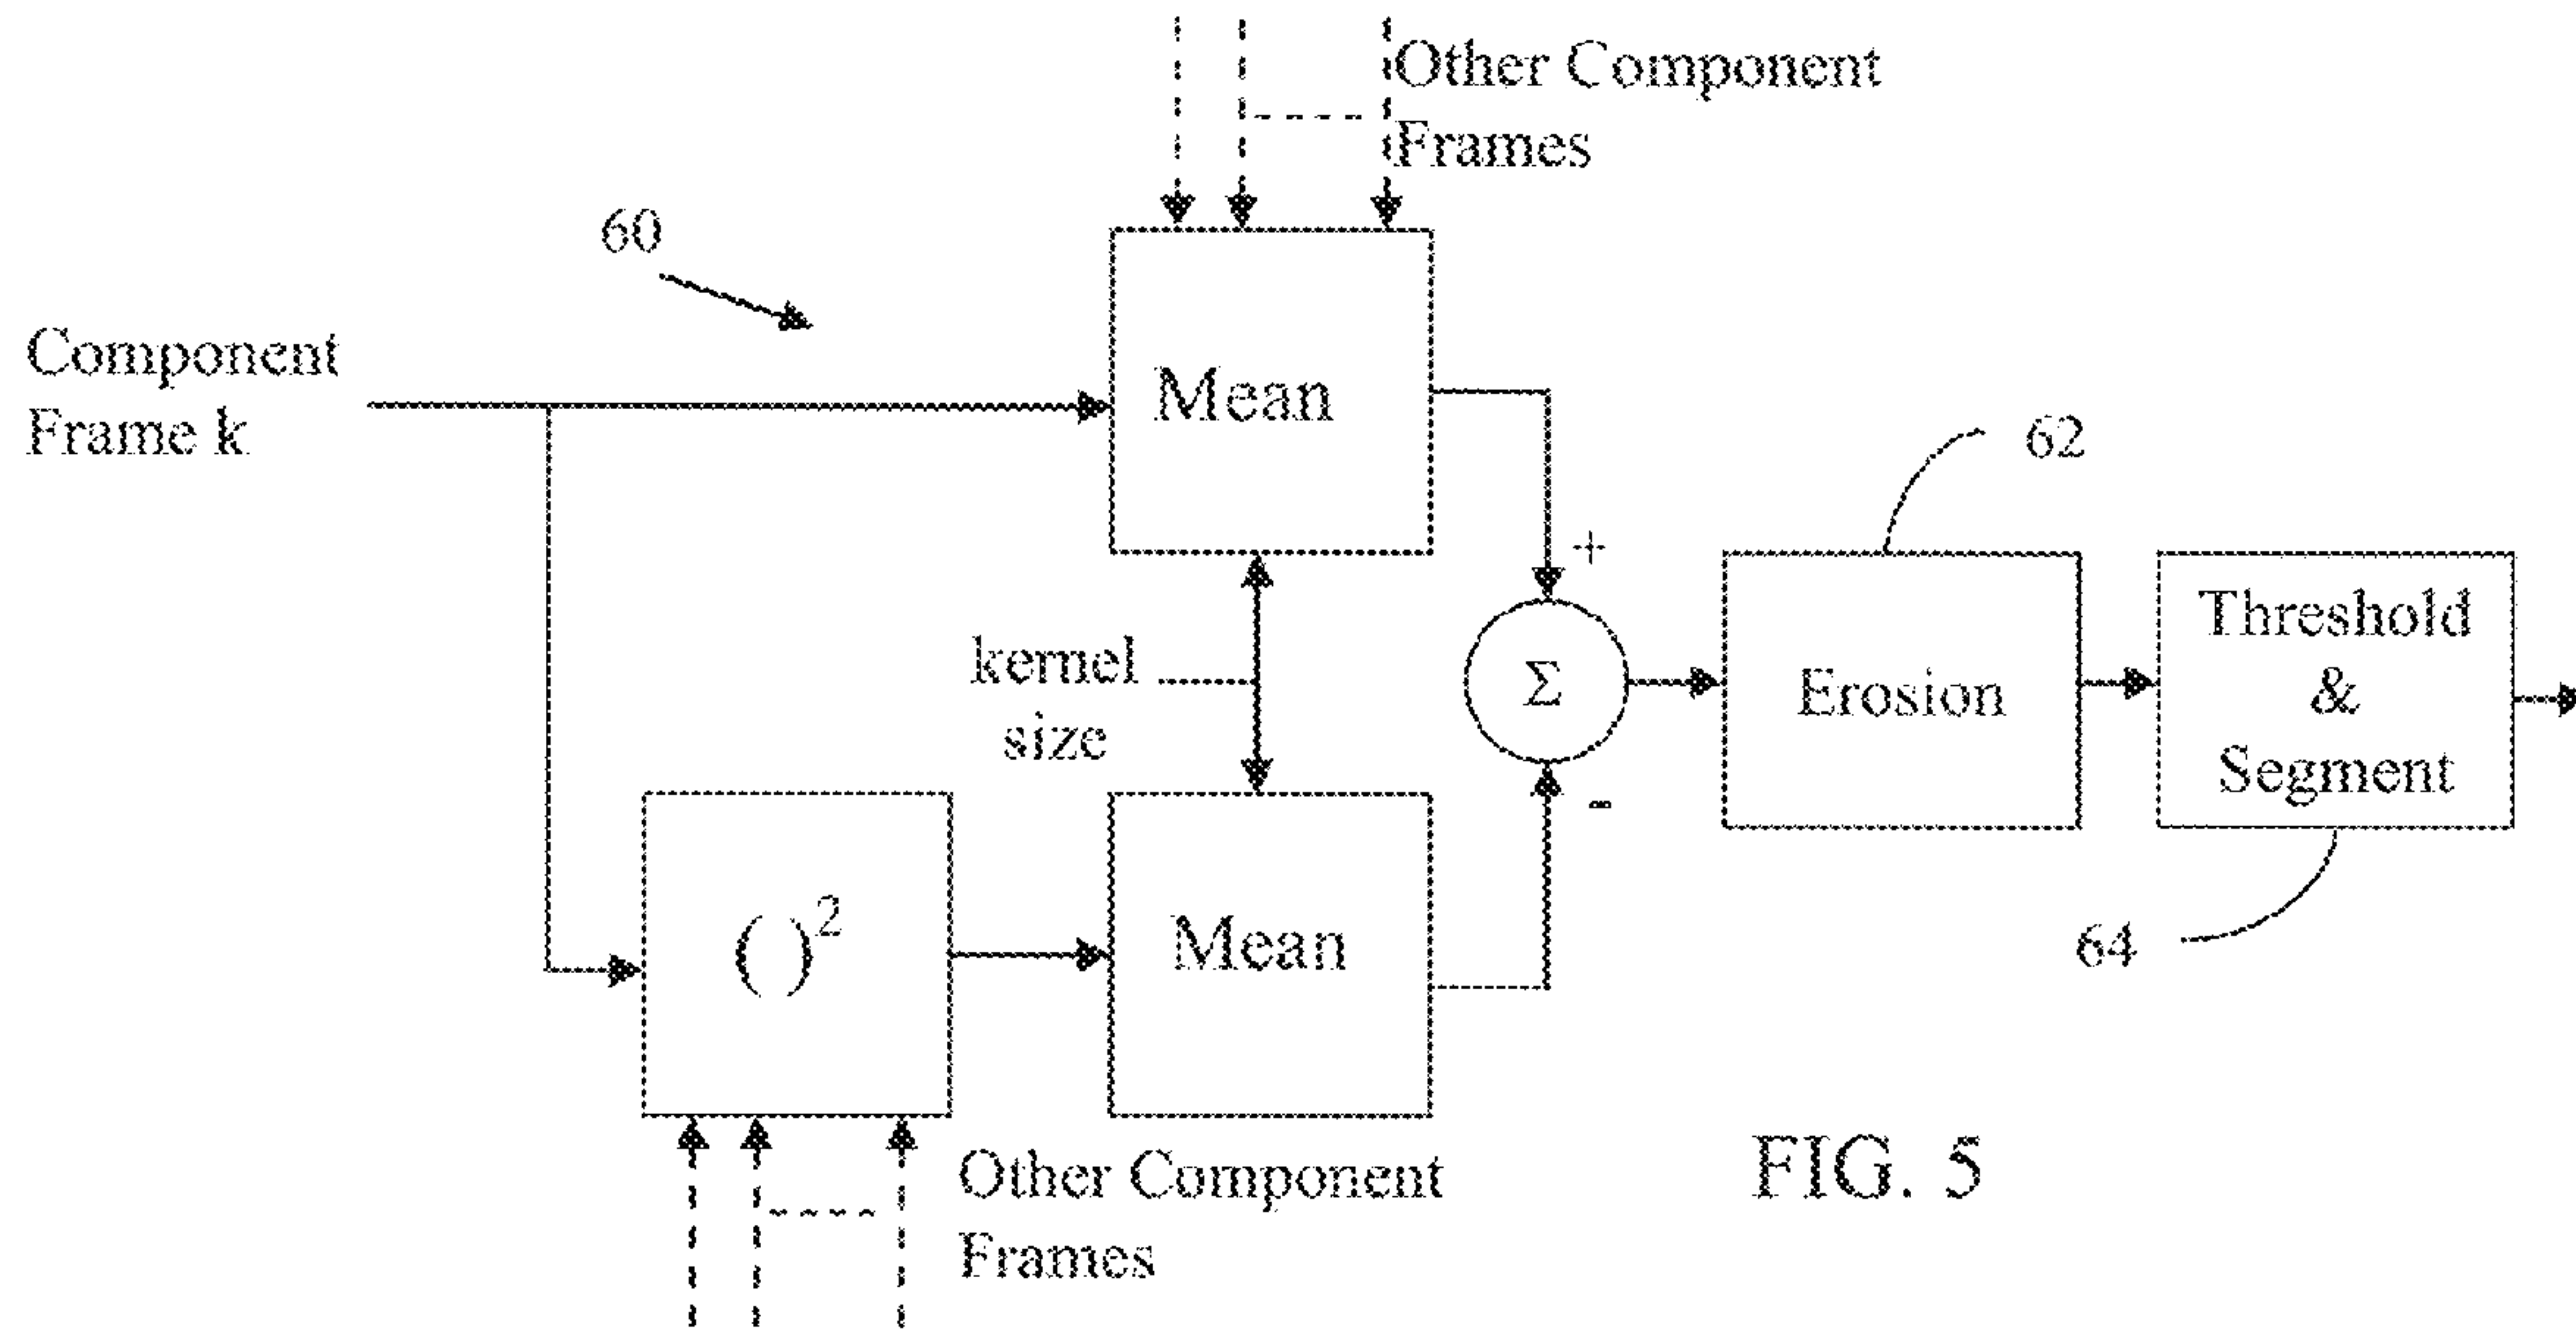 Other Component
Frames
60
Component
Frame k
Mean
62
+
kernel
size
Σ
Erosion
Threshold
&
Segment
-
( )²
Mean
64
Other Component
Frames
FIG. 5